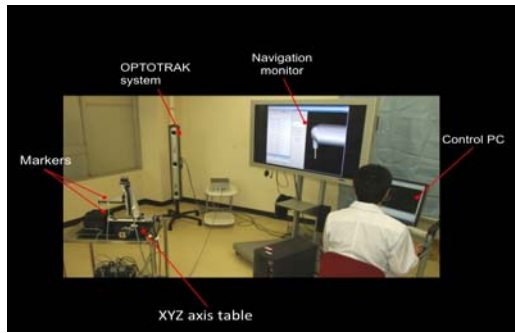 OPTOTRAK
system
Navigation
monitor
Control PC
Markers
XYZ axis table